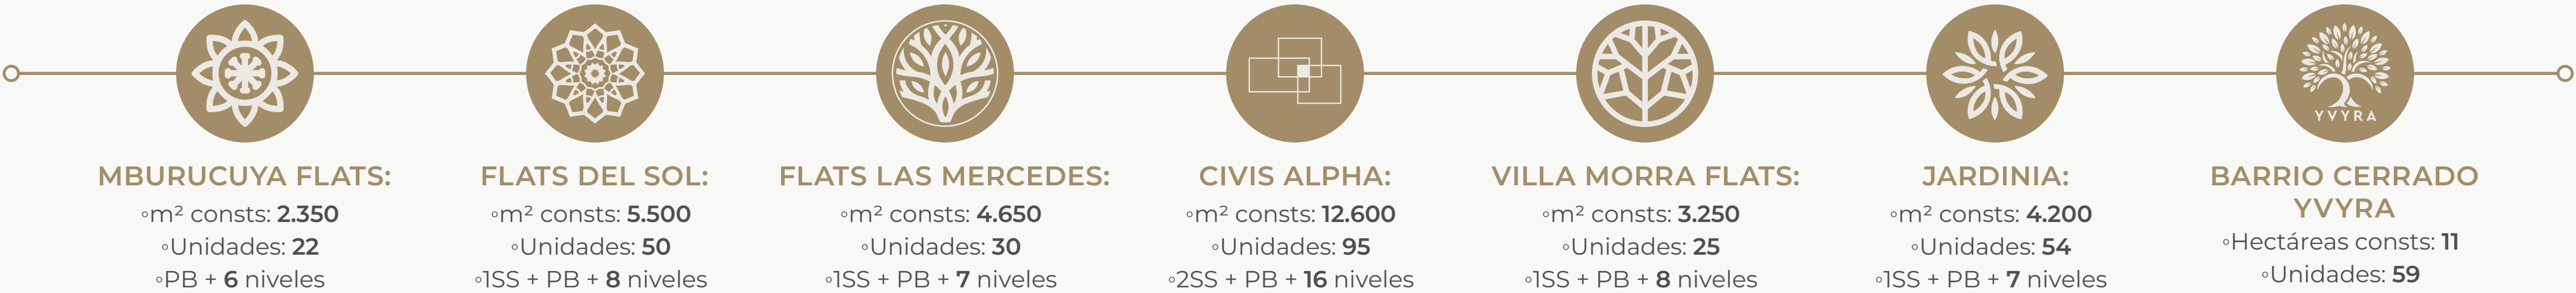 YVYRA
MBURUCUYA FLATS:
◦m² consts: 2.350
◦Unidades: 22
◦PB + 6 niveles
FLATS DEL SOL:
◦m² consts: 5.500
◦Unidades: 50
◦1SS + PB + 8 niveles
FLATS LAS MERCEDES:
◦m² consts: 4.650
◦Unidades: 30
◦1SS + PB + 7 niveles
CIVIS ALPHA:
◦m² consts: 12.600
◦Unidades: 95
◦2SS + PB + 16 niveles
VILLA MORRA FLATS:
◦m² consts: 3.250
◦Unidades: 25
◦1SS + PB + 8 niveles
JARDINIA:
◦m² consts: 4.200
◦Unidades: 54
◦1SS + PB + 7 niveles
BARRIO CERRADO
YVYRA
◦Hectáreas consts: 11
◦Unidades: 59